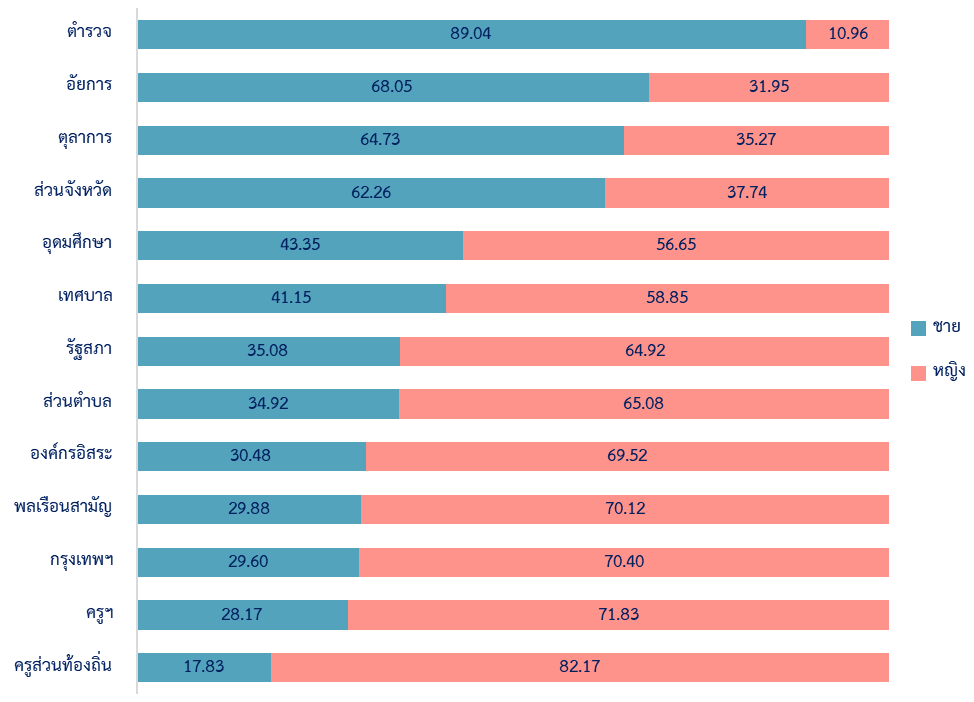 ตำรวจ 89.04 10.96
อัยการ 68.05 31.95
ตุลาการ 64.73 35.27
ส่วนจังหวัด 62.26 37.74
อุดมศึกษา 43.35 56.65
เทศบาล 41.15 58.85
รัฐสภา 35.08 64.92
ส่วนตำบล 34.92 65.08
องค์กรอิสระ 30.48 69.52
พลเรือนสามัญ 29.88 70.12
กรุงเทพฯ 29.60 70.40
ครูฯ 28.17 71.83
ครูส่วนท้องถิ่น 17.83 82.17
ชาย
หญิง